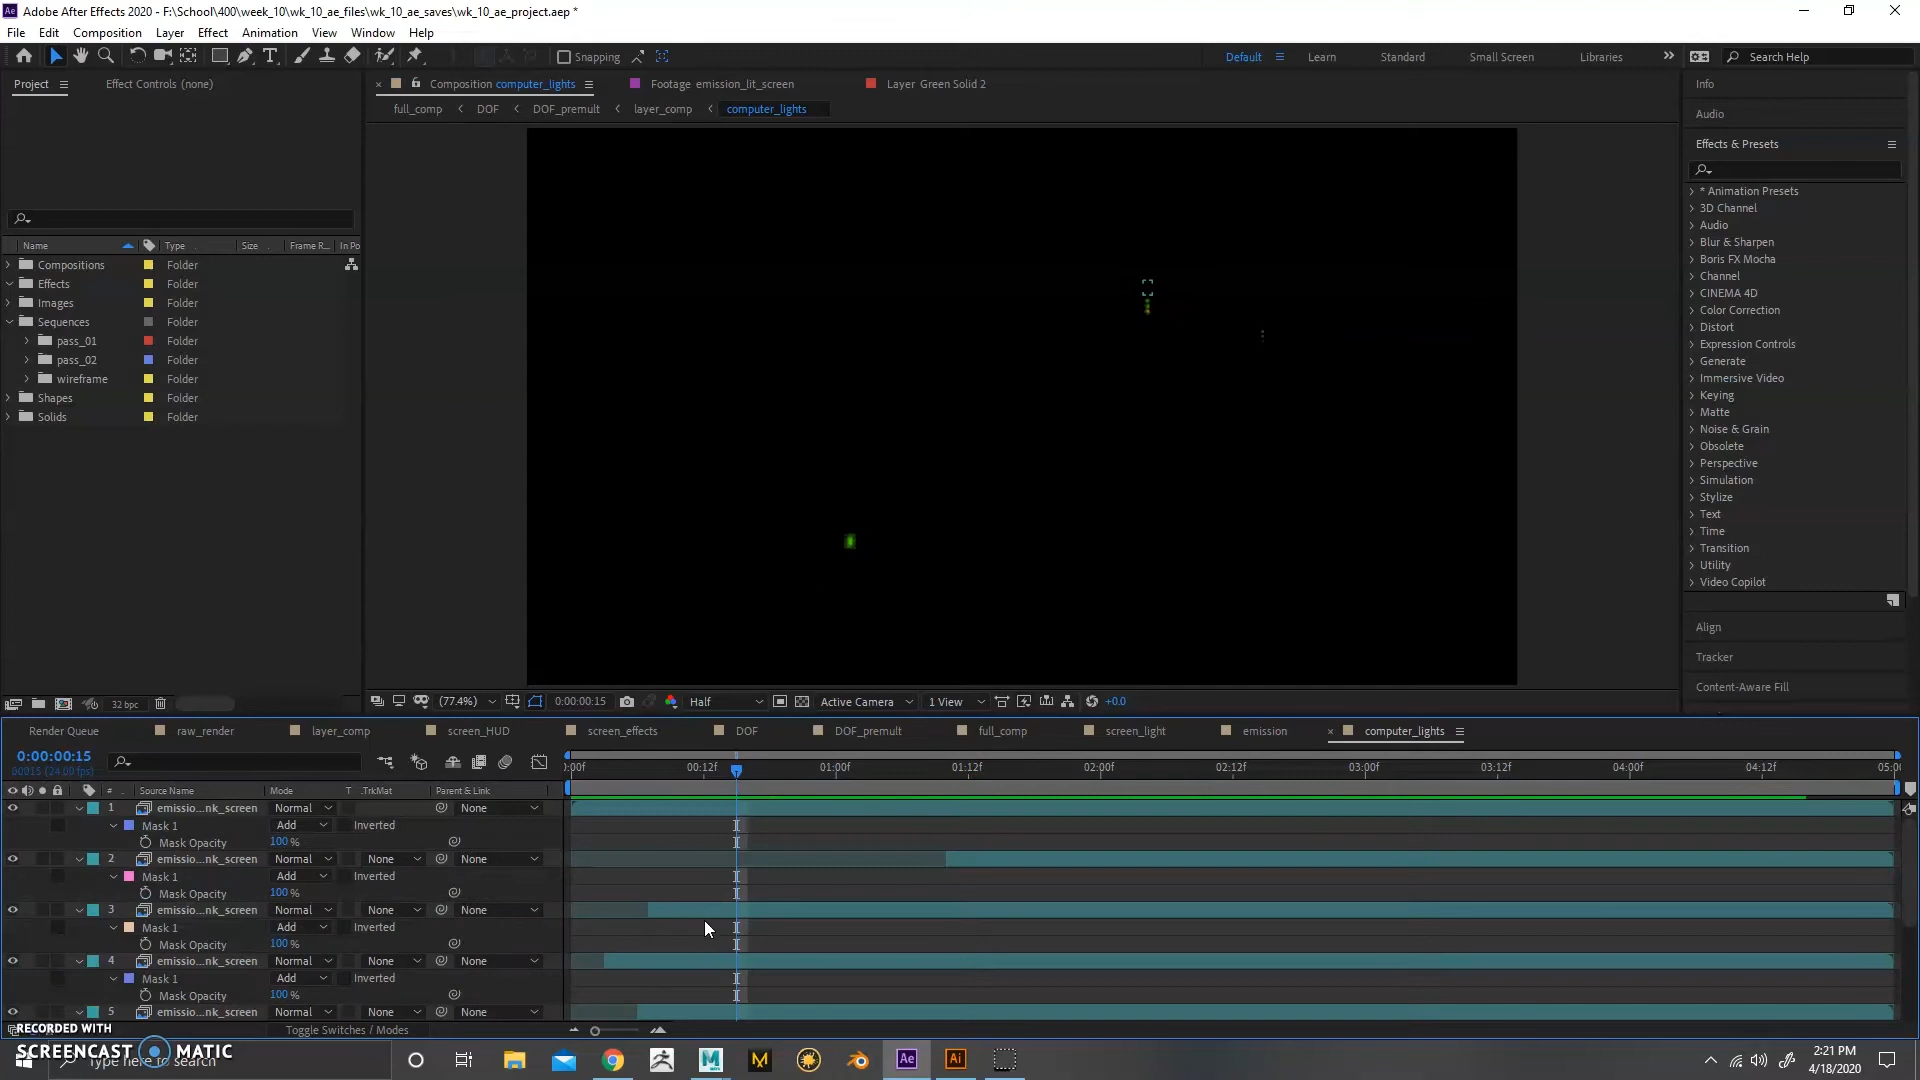 Ae Adobe After Effects 2020 - F:\School\400\week_10\wk_10_ae_files\wk_10_ae_saves\wk_10_ae_project.aep *
File Edit Composition Layer Effect Animation View Window Help
Snapping Default Learn Standard Small Screen Libraries Search Help
Project Effect Controls (none) Composition computer_lights Footage emission_lit_screen Layer Green Solid 2 Info
full_comp DOF DOF_premult layer_comp computer_lights
Audio
Effects & Presets
* Animation Presets
3D Channel
Audio
Blur & Sharpen
Boris FX Mocha
Channel
CINEMA 4D
Color Correction
Distort
Expression Controls
Generate
Immersive Video
Keying
Matte
Noise & Grain
Obsolete
Perspective
Simulation
Stylize
Text
Time
Transition
Utility
Video Copilot
Align
Tracker
Content-Aware Fill
Name Type Size Frame R... In Po
Compositions Folder
Effects Folder
Images Folder
Sequences Folder
pass_01 Folder
pass_02 Folder
wireframe Folder
Shapes Folder
Solids Folder
32 bpc (77.4%) 0:00:00:15 Half Active Camera 1 View +0.0
Render Queue raw_render layer_comp screen_HUD screen_effects DOF DOF_premult full_comp screen_light emission computer_lights
0:00:00:15
00015 (24.00 fps)
):00f 00:12f 01:00f 01:12f 02:00f 02:12f 03:00f 03:12f 04:00f 04:12f 05:0
# Source Name Mode T .TrkMat Parent & Link
1 emissio...nk_screen Normal None
Mask 1 Add Inverted
Mask Opacity 100 %
2 emissio...nk_screen Normal None None
Mask 1 Add Inverted
Mask Opacity 100 %
3 emissio...nk_screen Normal None None
Mask 1 Add Inverted
Mask Opacity 100 %
4 emissio...nk_screen Normal None None
Mask 1 Add Inverted
Mask Opacity 100 %
5 emissio...nk_screen Normal None None
Toggle Switches / Modes
RECORDED WITH
SCREENCAST MATIC
Type here to search
Ae Ai
2:21 PM
4/18/2020